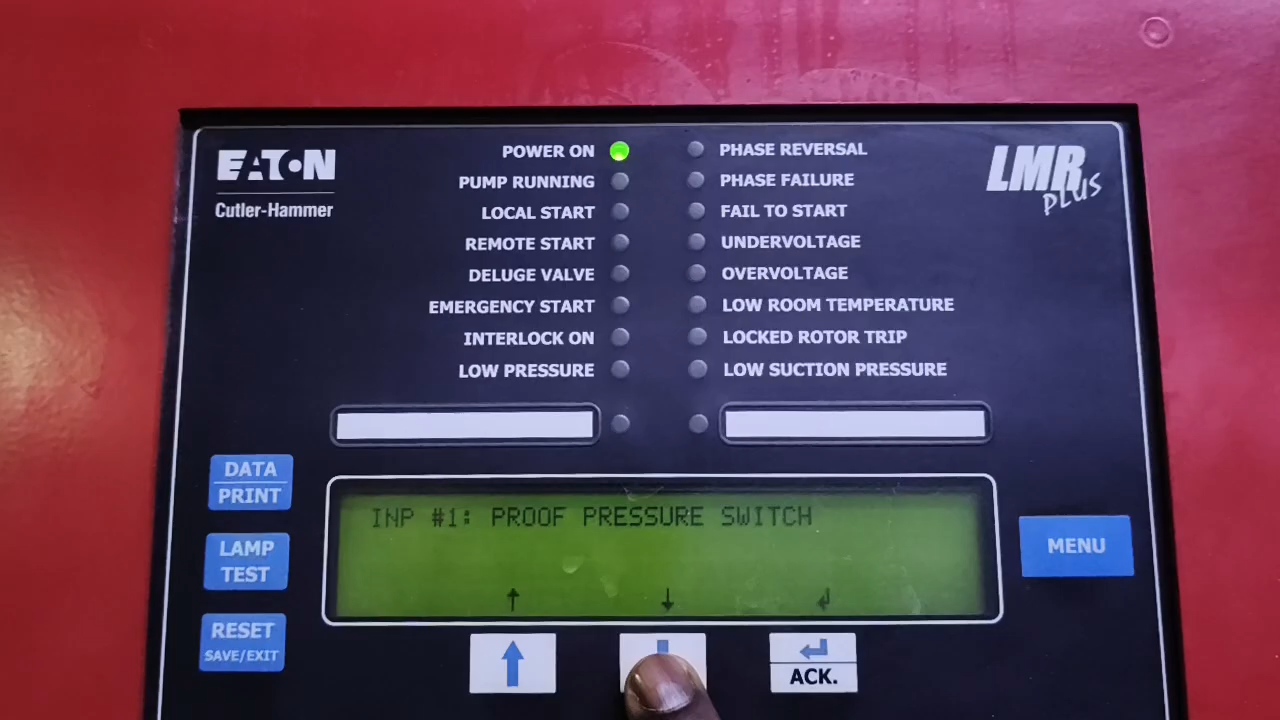 EATON
Cutler-Hammer
LMR
PLUS
POWER ON
PUMP RUNNING
LOCAL START
REMOTE START
DELUGE VALVE
EMERGENCY START
INTERLOCK ON
LOW PRESSURE
PHASE REVERSAL
PHASE FAILURE
FAIL TO START
UNDERVOLTAGE
OVERVOLTAGE
LOW ROOM TEMPERATURE
LOCKED ROTOR TRIP
LOW SUCTION PRESSURE
DATA
PRINT
LAMP
TEST
RESET
SAVE/EXIT
INP #1: PROOF PRESSURE SWITCH
↑ ↓ ↲
MENU
ACK.